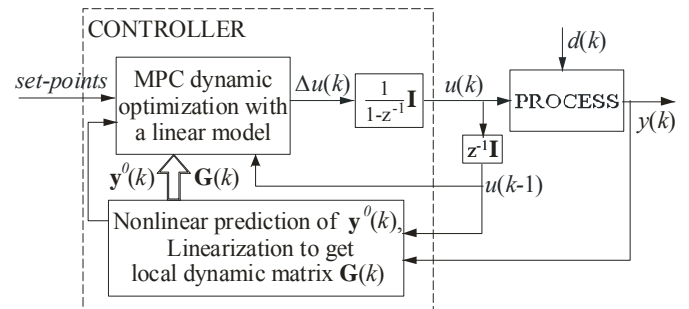 CONTROLLER
set-points
MPC dynamic
optimization with
a linear model
Δu(k)
1
1-z⁻¹
I
u(k)
d(k)
PROCESS
y(k)
z⁻¹I
u(k-1)
y⁰(k)
G(k)
Nonlinear prediction of y⁰(k),
Linearization to get
local dynamic matrix G(k)